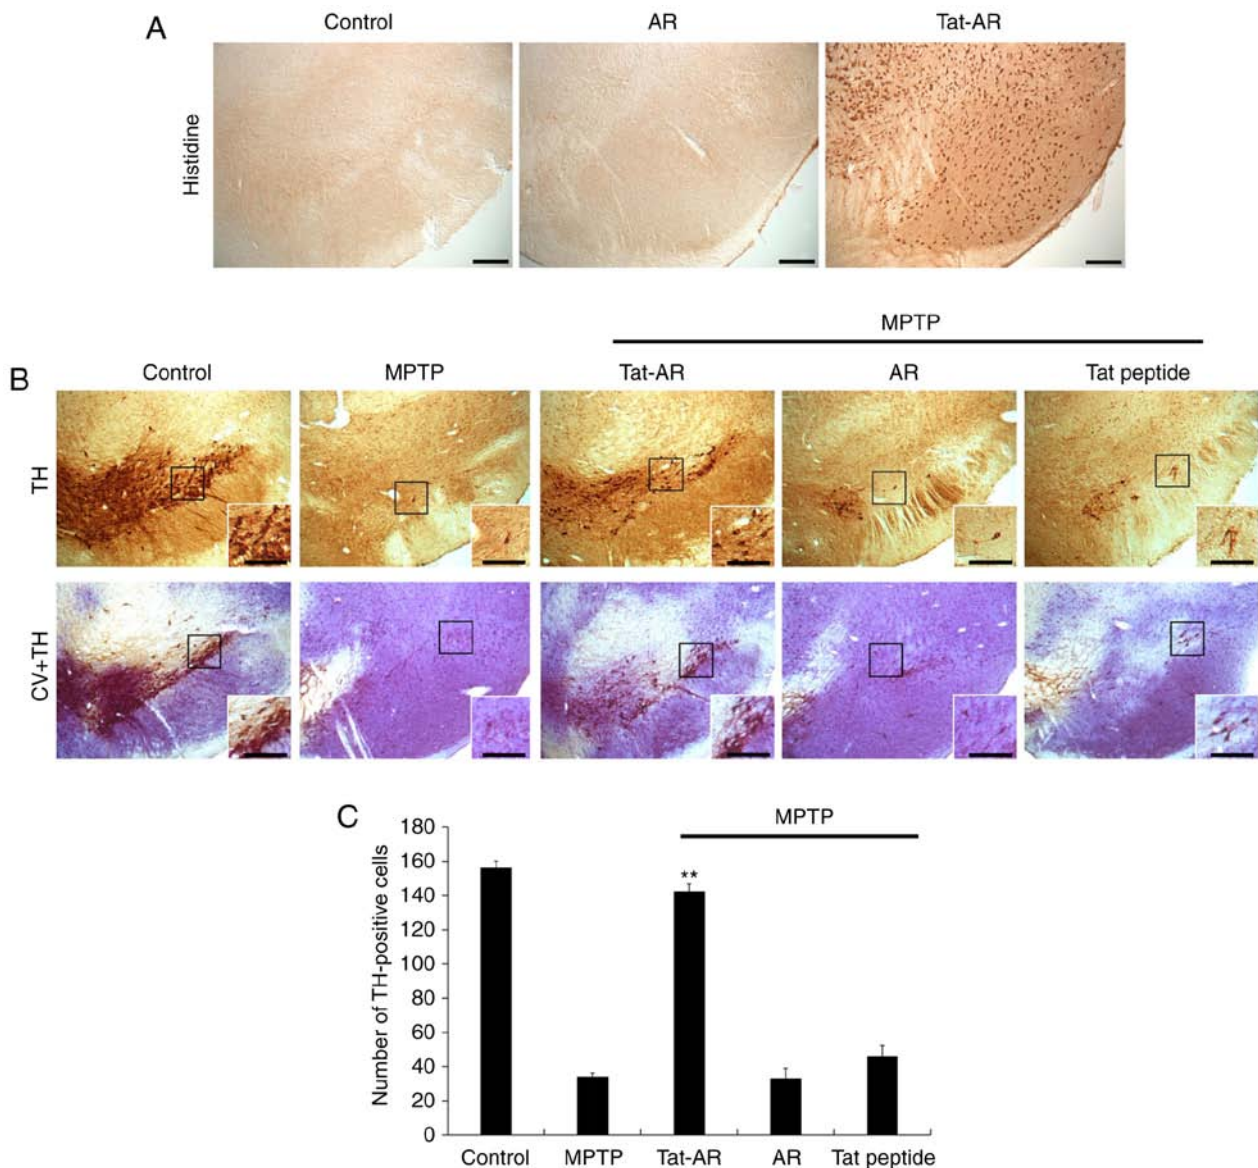 A
Control
AR
Tat-AR
Histidine
MPTP
B
Control
MPTP
Tat-AR
AR
Tat peptide
TH
CV+TH
C
MPTP
Number of TH-positive cells
180
160
140
120
100
80
60
40
20
0
**
Control
MPTP
Tat-AR
AR
Tat peptide